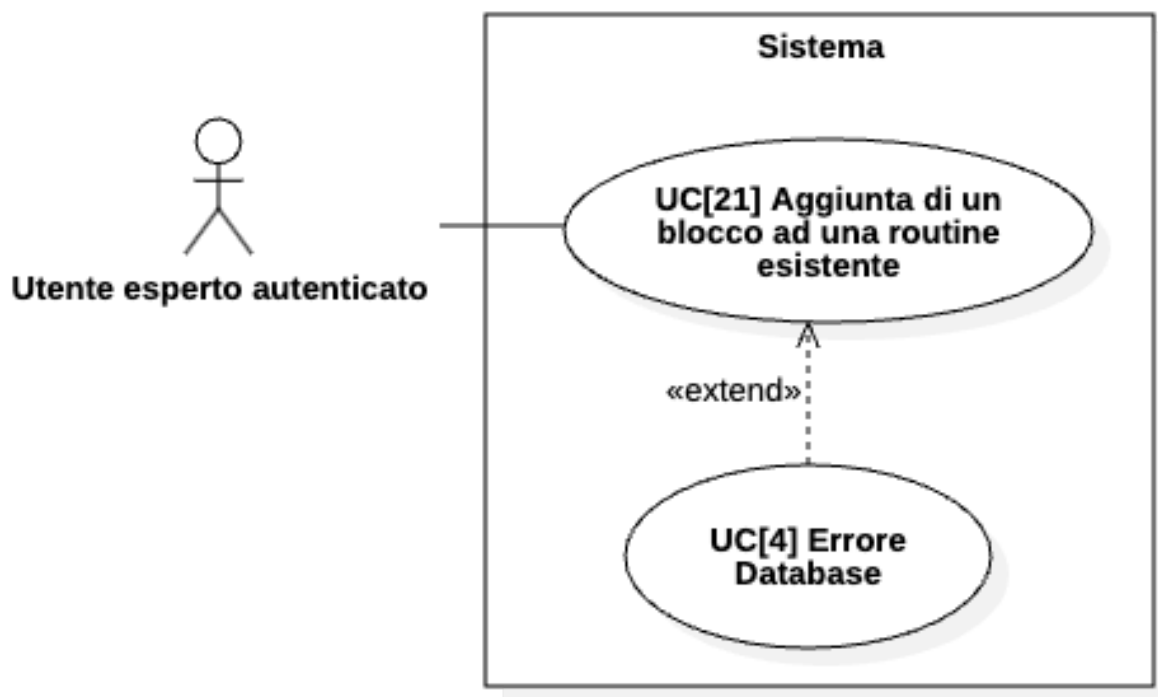 Sistema
UC[21] Aggiunta di un
blocco ad una routine
esistente
Utente esperto autenticato
«extend»
UC[4] Errore
Database